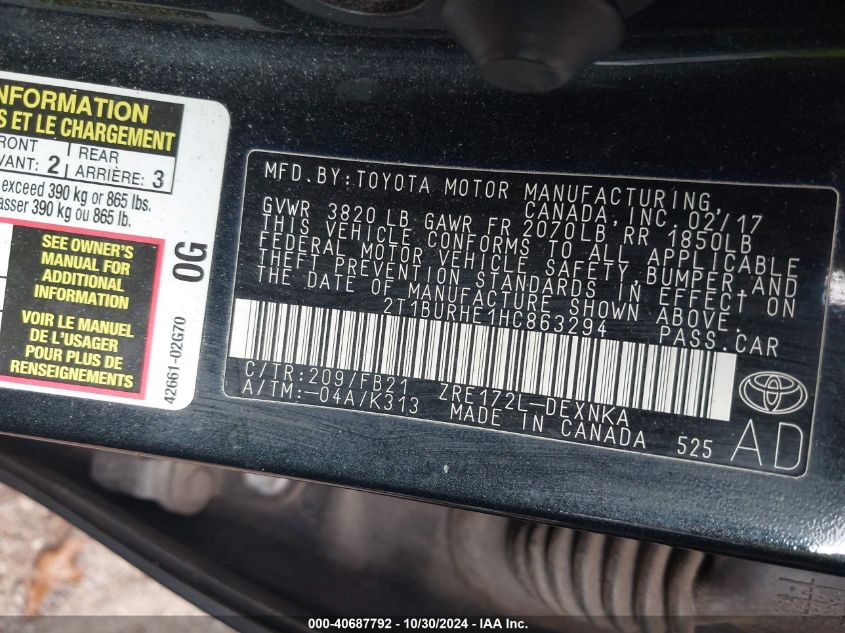 NFORMATION
S ET LE CHARGEMENT
FRONT
VANT: 2
REAR
ARRIÈRE: 3
exceed 390 kg or 865 lbs.
asser 390 kg ou 865 lb.
SEE OWNER'S
MANUAL FOR
ADDITIONAL
INFORMATION
VOIR LE MANUEL
DE L'USAGER
POUR PLUS DE
RENSEIGNEMENTS
42661-02G70
0G
MFD. BY: TOYOTA MOTOR MANUFACTURING,
CANADA, INC. 02/17
GVWR 3820 LB GAWR FR 2070LB RR 1850LB
THIS VEHICLE CONFORMS TO ALL APPLICABLE
FEDERAL MOTOR VEHICLE SAFETY, BUMPER, AND
THEFT PREVENTION STANDARDS IN EFFECT ON
THE DATE OF MANUFACTURE SHOWN ABOVE.
2T1BURHE1HC863294 PASS. CAR
C/TR: 209/FB21 ZRE172L-DEXNKA
A/TM: -04A/K313 MADE IN CANADA 525
AD
TOYOTA
000-40687792 - 10/30/2024 - IAA Inc.